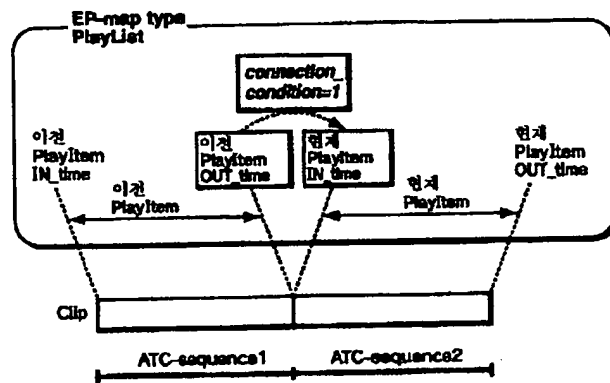 EP-map type
PlayList
connection_
condition=1
이전
PlayItem
IN_time
이전
PlayItem
OUT_time
현재
PlayItem
IN_time
현재
PlayItem
OUT_time
이전
PlayItem
현재
PlayItem
Clip
ATC-sequence1
ATC-sequence2